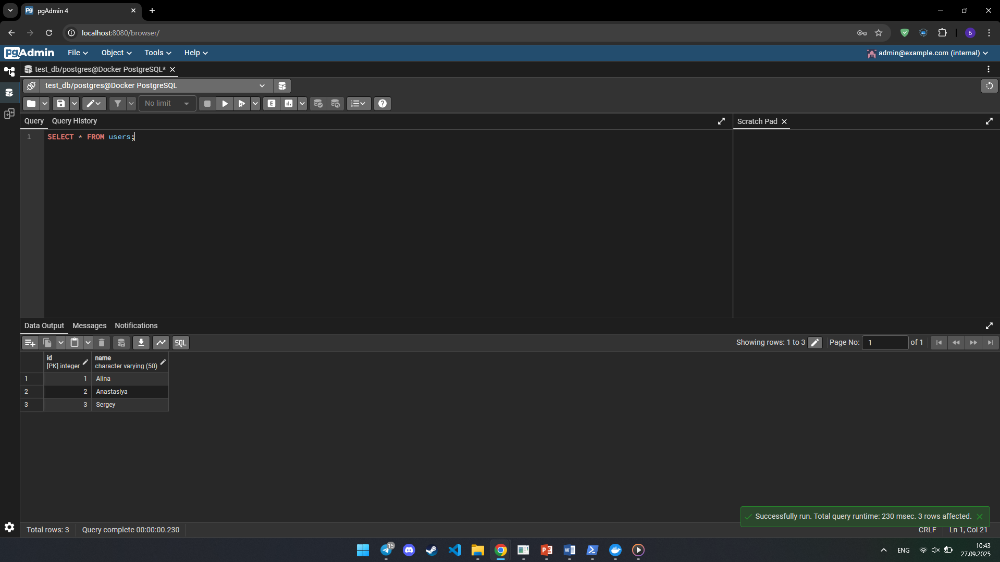 pgAdmin 4
localhost:8080/browser/
pgAdmin File Object Tools Help admin@example.com (internal)
test_db/postgres@Docker PostgreSQL*
test_db/postgres@Docker PostgreSQL
No limit
Query Query History Scratch Pad
1 SELECT * FROM users;
Data Output Messages Notifications
SQL Showing rows: 1 to 3 Page No: 1 of 1
id name
[PK] integer character varying (50)
1 1 Alina
2 2 Anastasiya
3 3 Sergey
Successfully run. Total query runtime: 230 msec. 3 rows affected.
Total rows: 3 Query complete 00:00:00.230 CRLF Ln 1, Col 21
15 ENG 10:43
27.09.2025